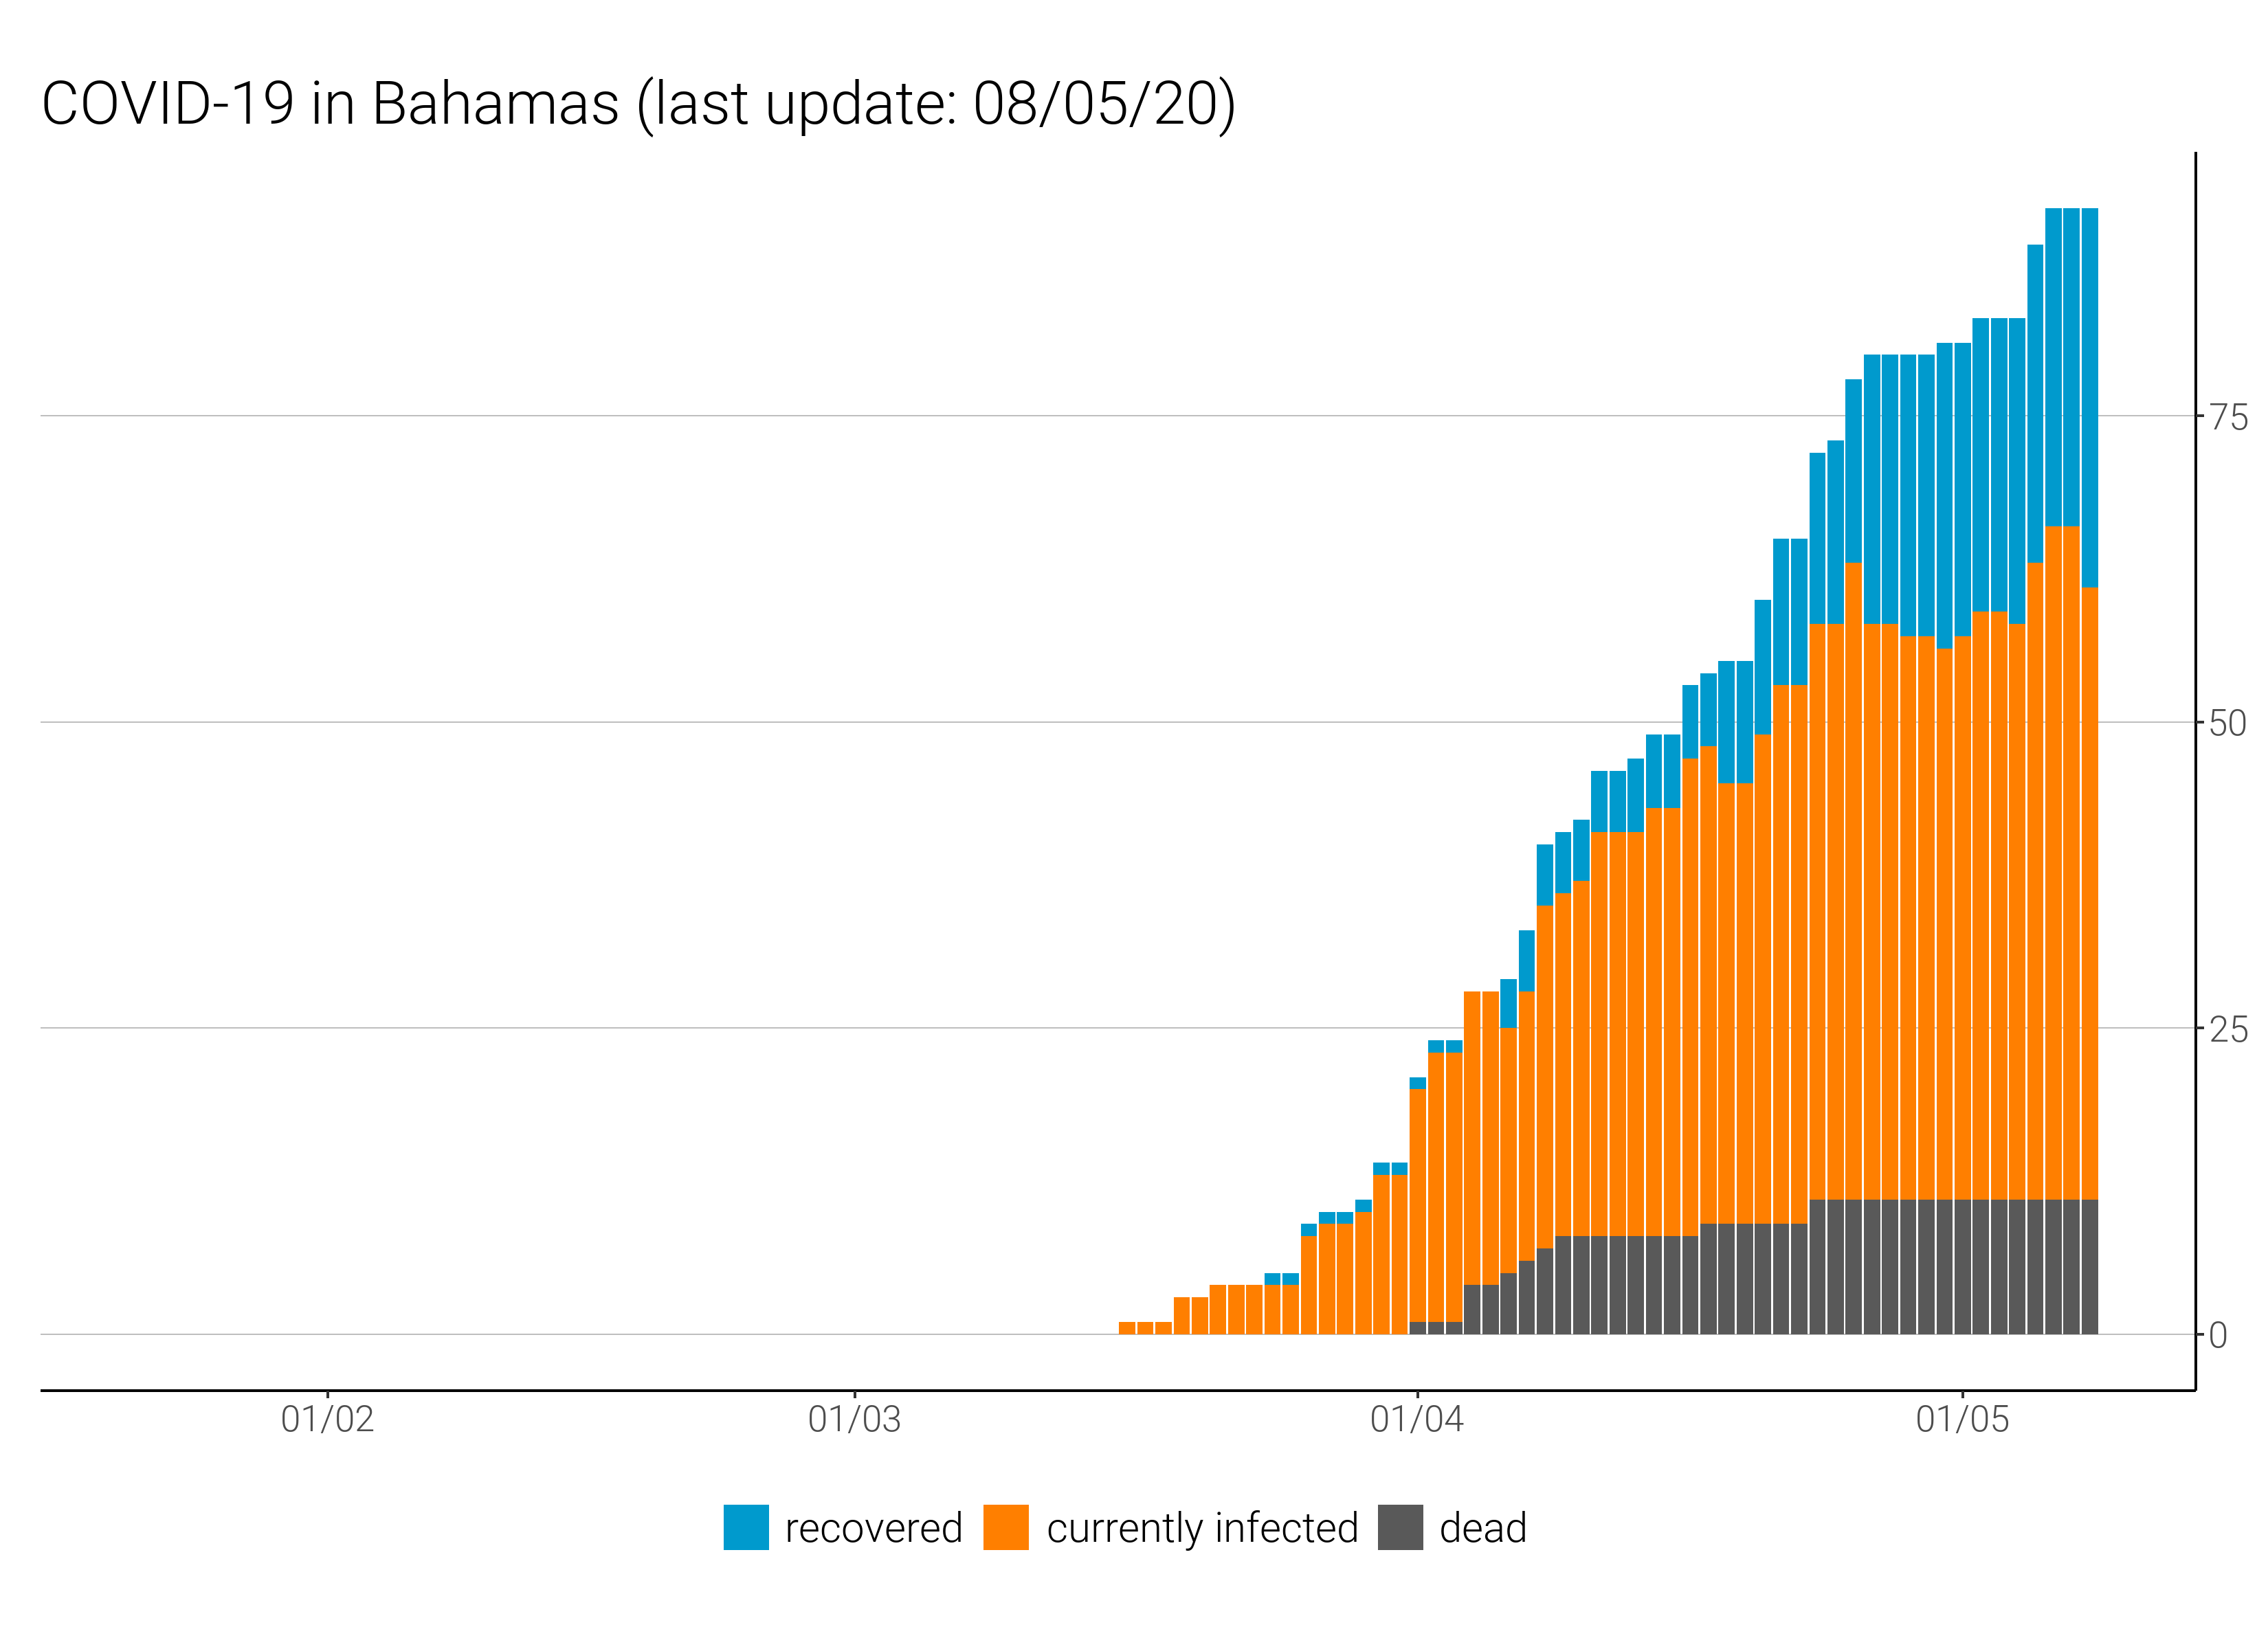 COVID-19 in Bahamas (last update: 08/05/20)
75
50
25
0
01/02 01/03 01/04 01/05
recovered currently infected dead